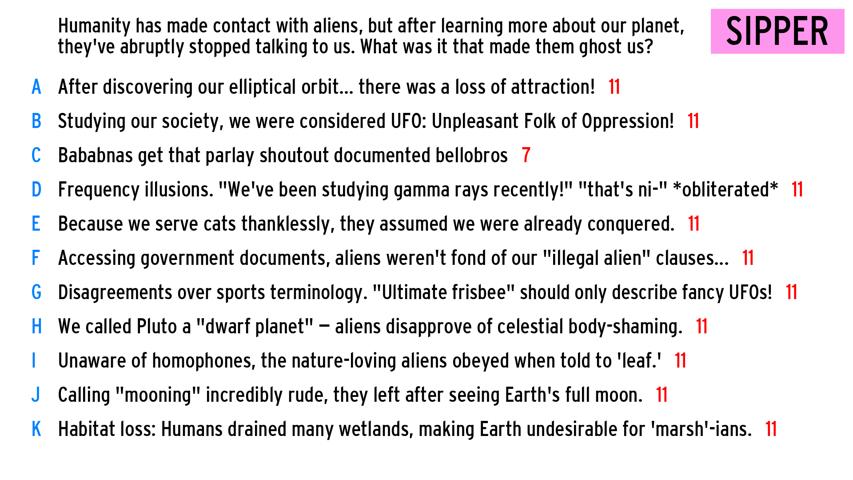 Humanity has made contact with aliens, but after learning more about our planet,
they've abruptly stopped talking to us. What was it that made them ghost us?
SIPPER
A After discovering our elliptical orbit... there was a loss of attraction! 11
B Studying our society, we were considered UFO: Unpleasant Folk of Oppression! 11
C Bababnas get that parlay shoutout documented bellobros 7
D Frequency illusions. "We've been studying gamma rays recently!" "that's ni-" *obliterated* 11
E Because we serve cats thanklessly, they assumed we were already conquered. 11
F Accessing government documents, aliens weren't fond of our "illegal alien" clauses... 11
G Disagreements over sports terminology. "Ultimate frisbee" should only describe fancy UFOs! 11
H We called Pluto a "dwarf planet" – aliens disapprove of celestial body-shaming. 11
I Unaware of homophones, the nature-loving aliens obeyed when told to 'leaf.' 11
J Calling "mooning" incredibly rude, they left after seeing Earth's full moon. 11
K Habitat loss: Humans drained many wetlands, making Earth undesirable for 'marsh'-ians. 11